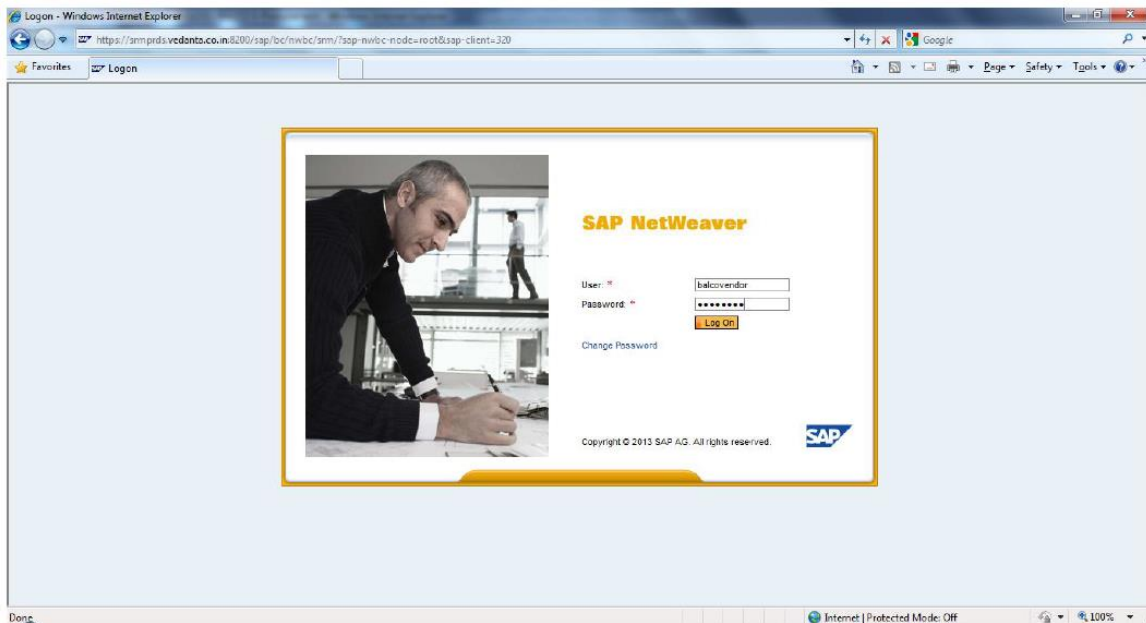 Logon - Windows Internet Explorer
https://srmprds.vedanta.co.in:8200/sap/bc/nwbc/srm/?sap-nwbc-node=root&sap-client=320
Google
Favorites
Logon
Page
Safety
Tools
SAP NetWeaver
User: *
balcovendor
Password: *
••••••••
Log On
Change Password
Copyright © 2013 SAP AG. All rights reserved.
SAP
Done
Internet | Protected Mode: Off
100%